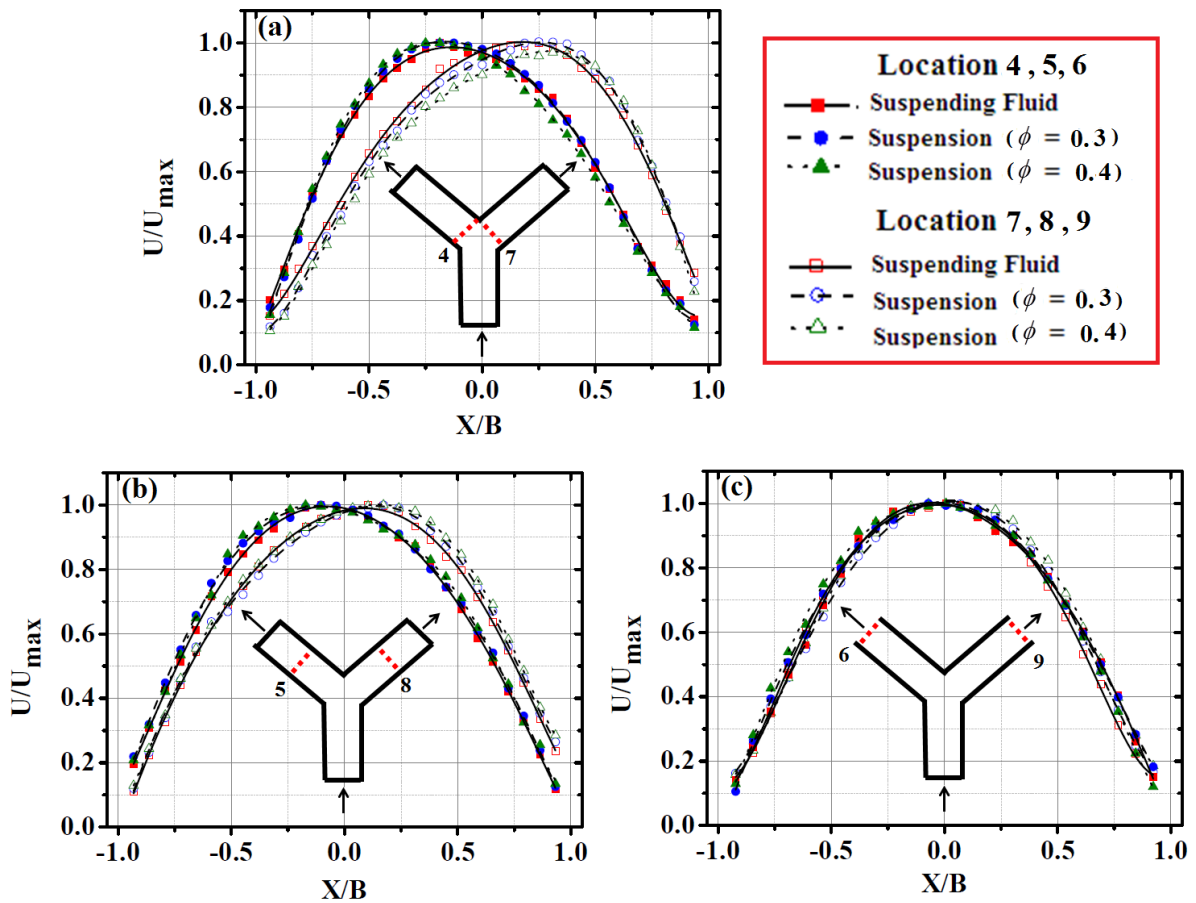 (a)
U/Umax
1.0
0.8
0.6
0.4
0.2
0.0
4
7
-1.0 -0.5 0.0 0.5 1.0
X/B
Location 4 , 5, 6
Suspending Fluid
Suspension (ϕ = 0.3)
Suspension (ϕ = 0.4)
Location 7, 8, 9
Suspending Fluid
Suspension (ϕ = 0.3)
Suspension (ϕ = 0.4)
(b)
U/Umax
1.0
0.8
0.6
0.4
0.2
0.0
5
8
-1.0 -0.5 0.0 0.5 1.0
X/B
(c)
U/Umax
1.0
0.8
0.6
0.4
0.2
0.0
6
9
-1.0 -0.5 0.0 0.5 1.0
X/B